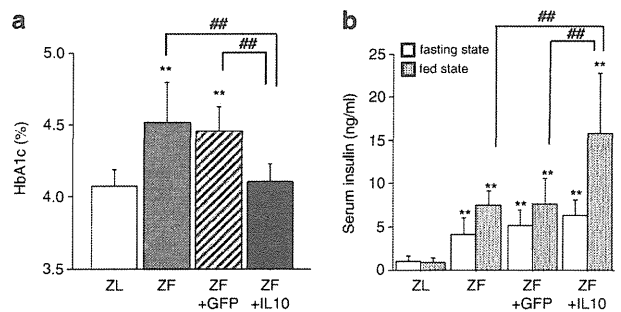 a
##
##
**
**
5.0
4.5
4.0
3.5
HbA1c (%)
ZL
ZF
ZF
+GFP
ZF
+IL10
b
fasting state
fed state
##
##
**
**
**
**
**
**
**
25
20
15
10
5
0
Serum insulin (ng/ml)
ZL
ZF
ZF
+GFP
ZF
+IL10